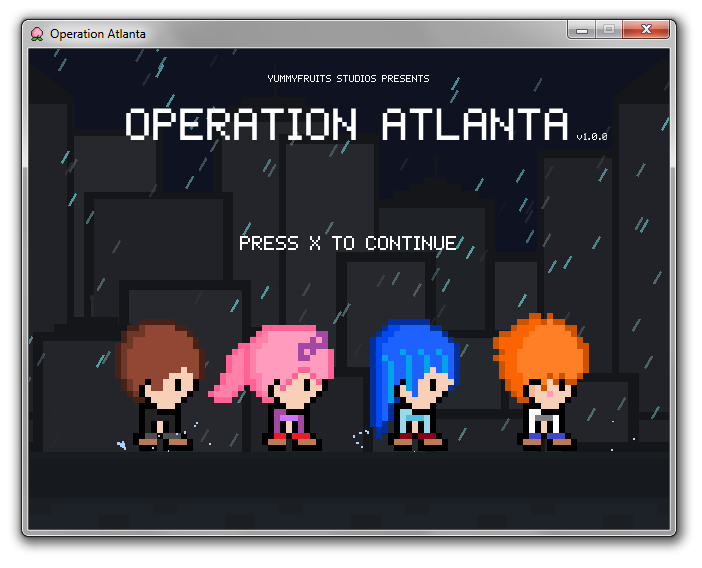 Operation Atlanta
YUMMYFRUITS STUDIOS PRESENTS
OPERATION ATLANTA v1.0.0
PRESS X TO CONTINUE